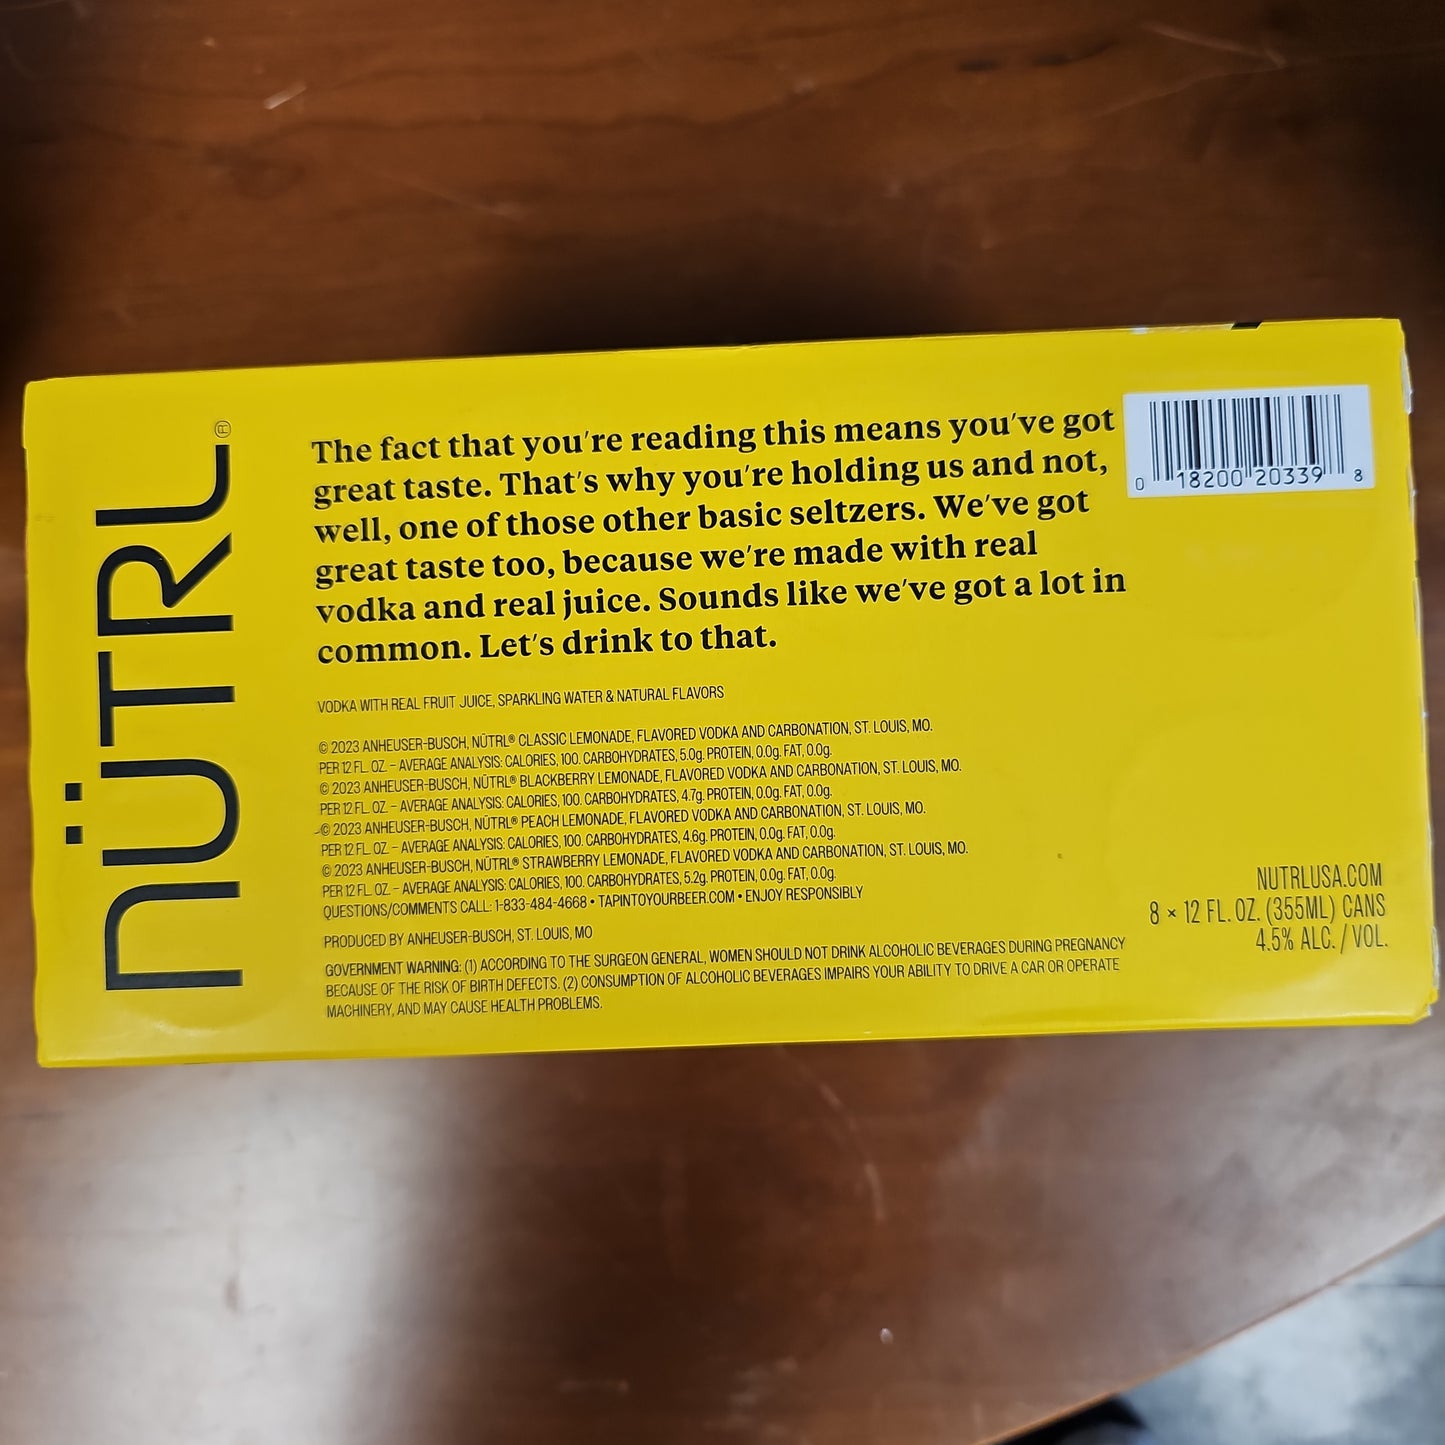 NÜTRL®
The fact that you're reading this means you've got
great taste. That's why you're holding us and not,
well, one of those other basic seltzers. We've got
great taste too, because we're made with real
vodka and real juice. Sounds like we've got a lot in
common. Let's drink to that.
VODKA WITH REAL FRUIT JUICE, SPARKLING WATER & NATURAL FLAVORS
© 2023 ANHEUSER-BUSCH, NÜTRL® CLASSIC LEMONADE, FLAVORED VODKA AND CARBONATION, ST. LOUIS, MO.
PER 12 FL. OZ. – AVERAGE ANALYSIS: CALORIES, 100. CARBOHYDRATES, 5.0g. PROTEIN, 0.0g. FAT, 0.0g.
© 2023 ANHEUSER-BUSCH, NÜTRL® BLACKBERRY LEMONADE, FLAVORED VODKA AND CARBONATION, ST. LOUIS, MO.
PER 12 FL. OZ. – AVERAGE ANALYSIS: CALORIES, 100. CARBOHYDRATES, 4.7g. PROTEIN, 0.0g. FAT, 0.0g.
© 2023 ANHEUSER-BUSCH, NÜTRL® PEACH LEMONADE, FLAVORED VODKA AND CARBONATION, ST. LOUIS, MO.
PER 12 FL. OZ. – AVERAGE ANALYSIS: CALORIES, 100. CARBOHYDRATES, 4.6g. PROTEIN, 0.0g. FAT, 0.0g.
© 2023 ANHEUSER-BUSCH, NÜTRL® STRAWBERRY LEMONADE, FLAVORED VODKA AND CARBONATION, ST. LOUIS, MO.
PER 12 FL. OZ. – AVERAGE ANALYSIS: CALORIES, 100. CARBOHYDRATES, 5.2g. PROTEIN, 0.0g. FAT, 0.0g.
QUESTIONS/COMMENTS CALL: 1-833-484-4668 • TAPINTOYOURBEER.COM • ENJOY RESPONSIBLY
PRODUCED BY ANHEUSER-BUSCH, ST. LOUIS, MO
GOVERNMENT WARNING: (1) ACCORDING TO THE SURGEON GENERAL, WOMEN SHOULD NOT DRINK ALCOHOLIC BEVERAGES DURING PREGNANCY
BECAUSE OF THE RISK OF BIRTH DEFECTS. (2) CONSUMPTION OF ALCOHOLIC BEVERAGES IMPAIRS YOUR ABILITY TO DRIVE A CAR OR OPERATE
MACHINERY, AND MAY CAUSE HEALTH PROBLEMS.
0 18200 20339 8
NUTRLUSA.COM
8 × 12 FL. OZ. (355ML) CANS
4.5% ALC. / VOL.